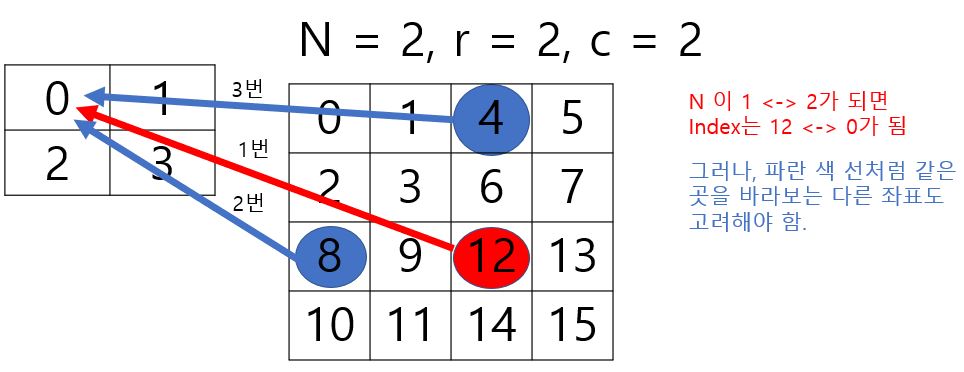 N = 2, r = 2, c = 2
0 1
2 3
3번
1번
2번
0 1 4 5
2 3 6 7
8 9 12 13
10 11 14 15
N 이 1 <-> 2가 되면
Index는 12 <-> 0가 됨
그러나, 파란 색 선처럼 같은
곳을 바라보는 다른 좌표도
고려해야 함.